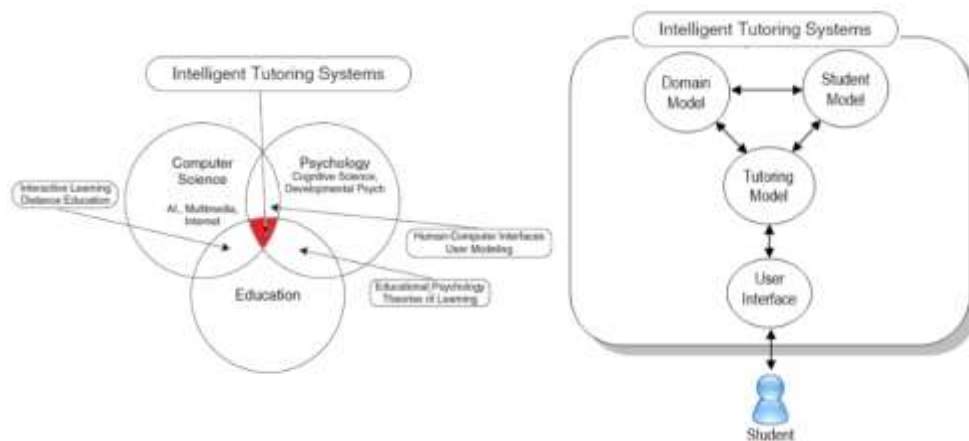 Intelligent Tutoring Systems
Computer
Science
AI., Multimedia,
Internet
Psychology
Cognitive Science,
Developmental Psych
Interactive Learning
Distance Education
Human Computer Interfaces
User Modeling
Educational Psychology
Theories of Learning
Education
Intelligent Tutoring Systems
Domain
Model
Student
Model
Tutoring
Model
User
Interface
Student